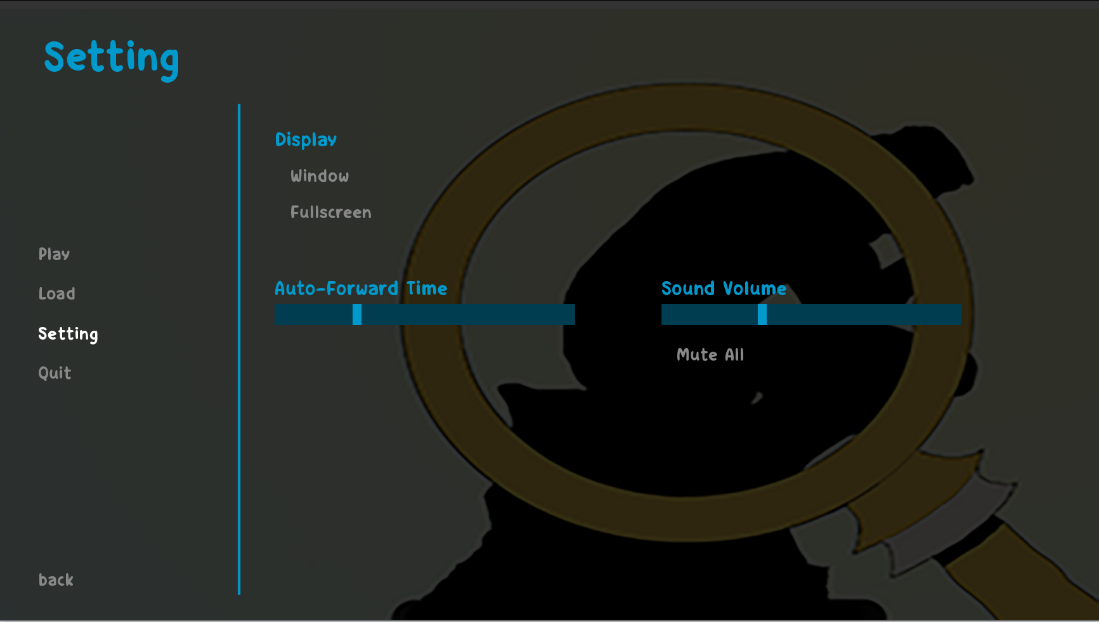 Setting
Play
Load
Setting
Quit
back
Display
Window
Fullscreen
Auto-Forward Time
Sound Volume
Mute All